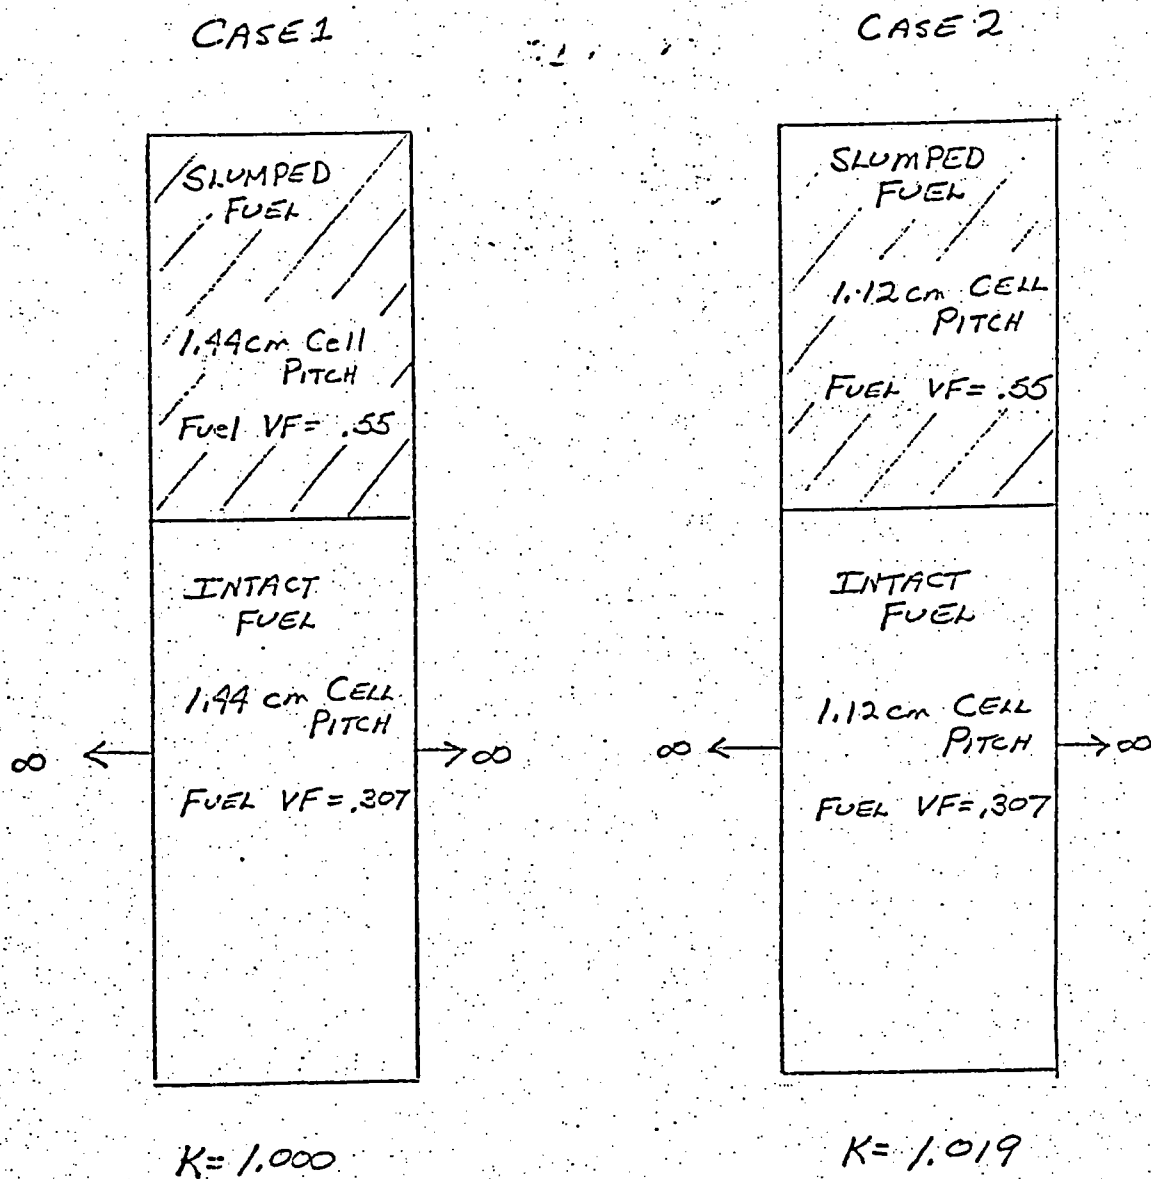 CASE 1
SLUMPED
FUEL
1.44cm Cell
PITCH
Fuel VF= .55
INTACT
FUEL
1.44 cm CELL
PITCH
∞ ∞
FUEL VF=.307
K= 1.000
CASE 2
SLUMPED
FUEL
1.12cm CELL
PITCH
FUEL VF= .55
INTACT
FUEL
1.12cm CELL
PITCH
∞ ∞
FUEL VF=.307
K= 1.019